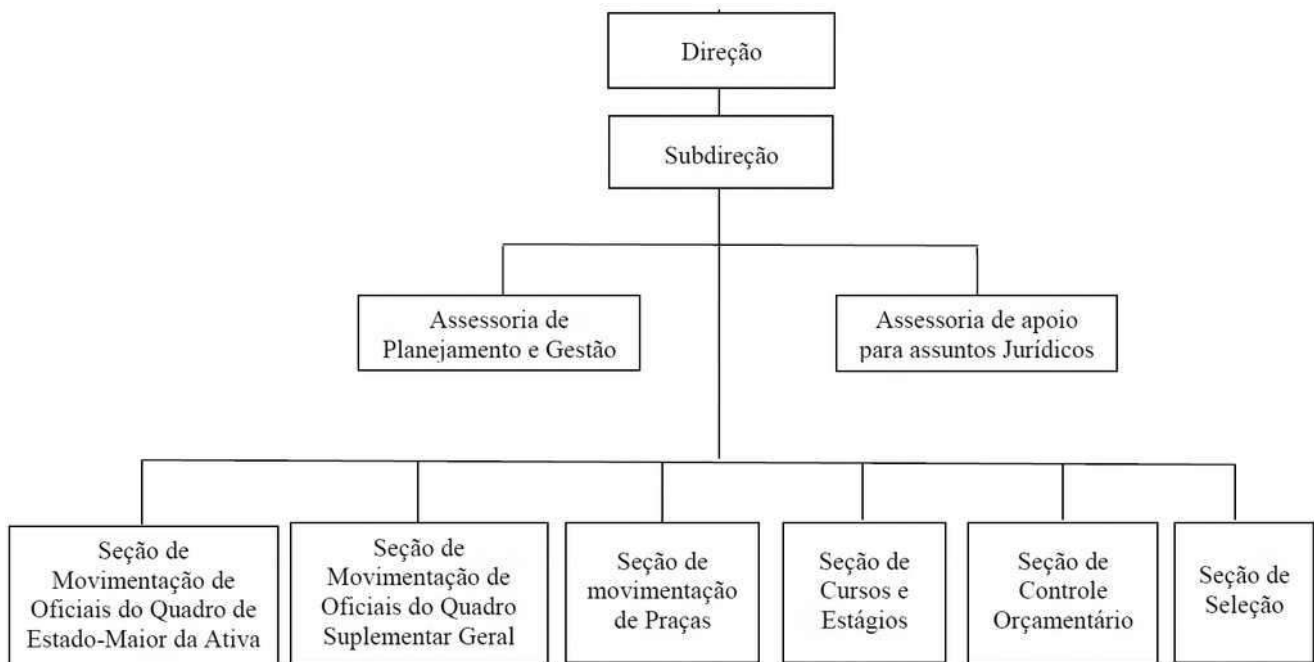 Direção
Subdireção
Assessoria de
Planejamento e Gestão
Assessoria de apoio
para assuntos Jurídicos
Seção de
Movimentação de
Oficiais do Quadro de
Estado-Maior da Ativa
Seção de
Movimentação de
Oficiais do Quadro
Suplementar Geral
Seção de
movimentação
de Praças
Seção de
Cursos e
Estágios
Seção de
Controle
Orçamentário
Seção de
Seleção